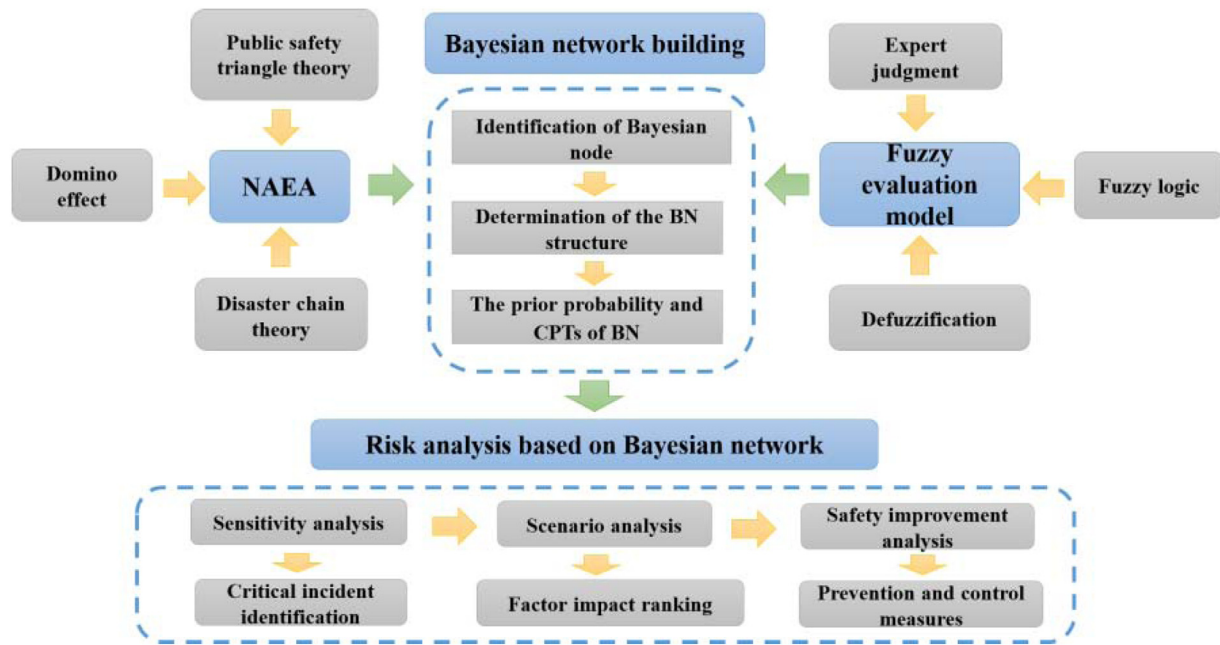 Public safety
triangle theory
Bayesian network building
Expert
judgment
Identification of Bayesian
node
Domino
effect
NAEA
Fuzzy
evaluation
model
Fuzzy logic
Determination of the BN
structure
Disaster chain
theory
The prior probability and
CPTs of BN
Defuzzification
Risk analysis based on Bayesian network
Sensitivity analysis
Scenario analysis
Safety improvement
analysis
Critical incident
identification
Factor impact ranking
Prevention and control
measures